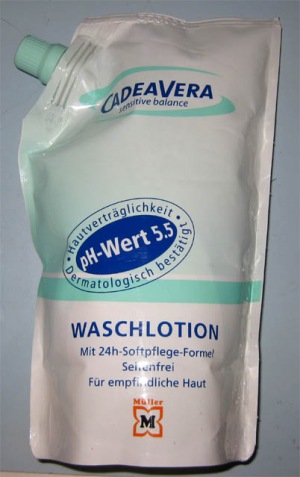 CADEAVERA
sensitive balance
• Hautverträglichkeit •
pH-Wert 5.5
Dermatologisch bestätigt
WASCHLOTION
Mit 24h-Softpflege-Formel
Seifenfrei
Für empfindliche Haut
Müller
M